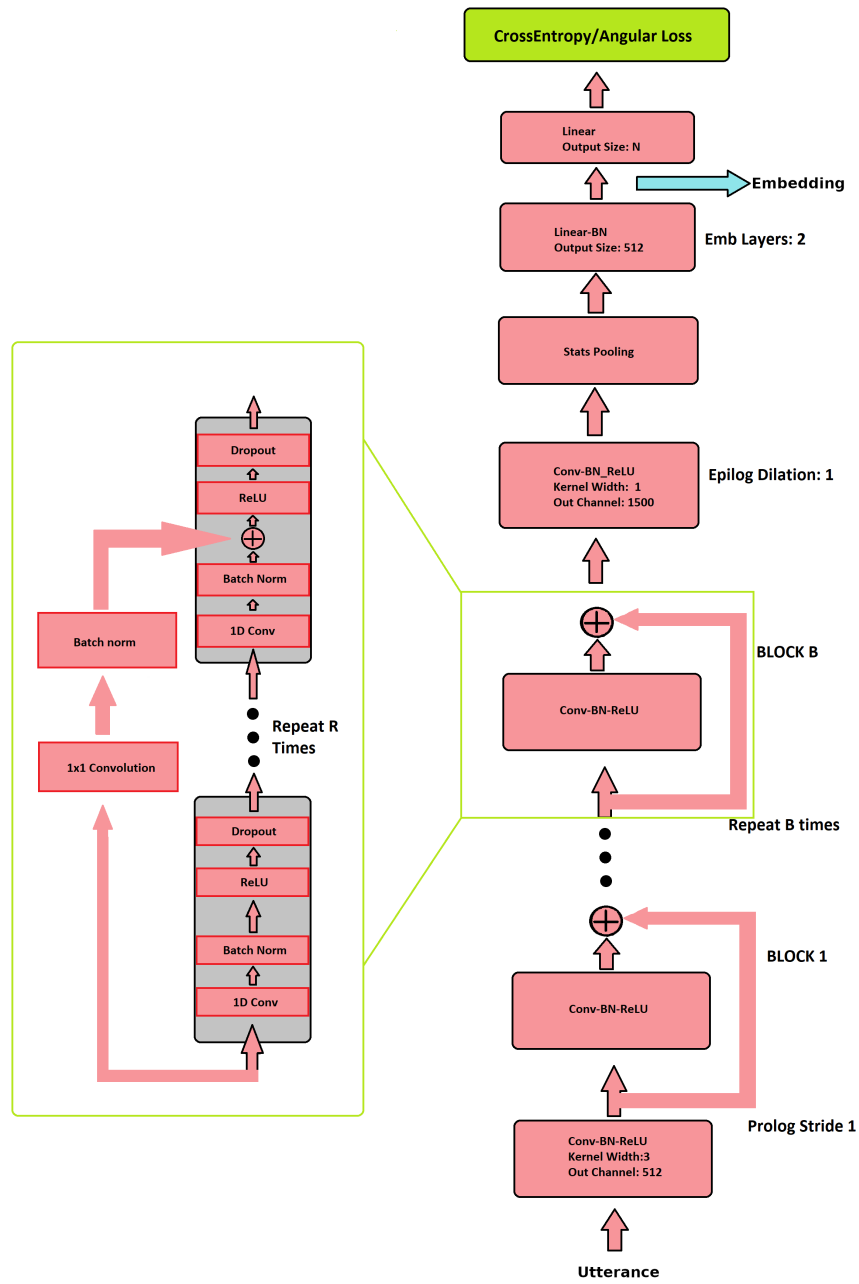 CrossEntropy/Angular Loss
Linear
Output Size: N
Embedding
Linear-BN
Output Size: 512
Emb Layers: 2
Stats Pooling
Conv-BN_ReLU
Kernel Width: 1
Out Channel: 1500
Epilog Dilation: 1
BLOCK B
Conv-BN-ReLU
Repeat B times
BLOCK 1
Conv-BN-ReLU
Prolog Stride 1
Conv-BN-ReLU
Kernel Width:3
Out Channel: 512
Utterance
Dropout
ReLU
Batch Norm
1D Conv
Batch norm
1x1 Convolution
Repeat R
Times
Dropout
ReLU
Batch Norm
1D Conv